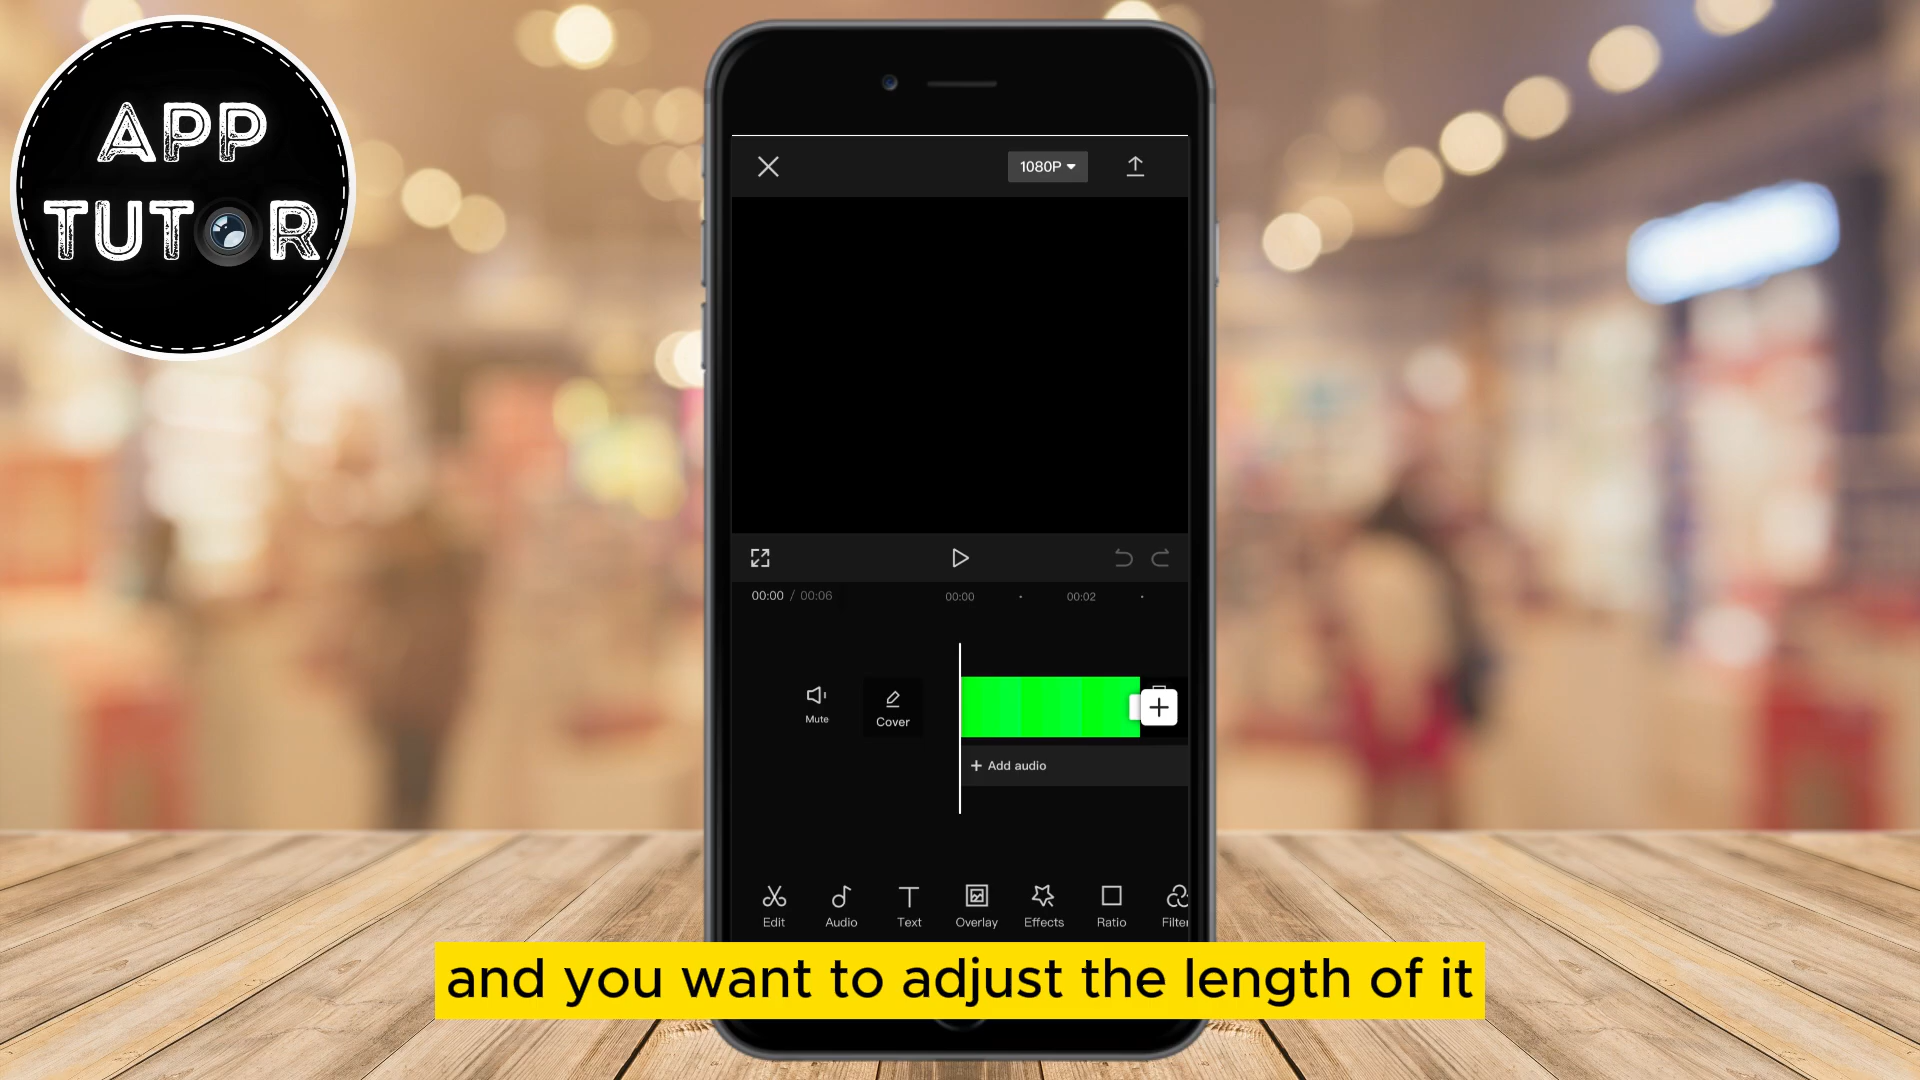 APP
TUTOR
1080P
00:00 / 00:06
00:00
00:02
Mute
Cover
+ Add audio
Edit
Audio
Text
Overlay
Effects
Ratio
Filter
and you want to adjust the length of it